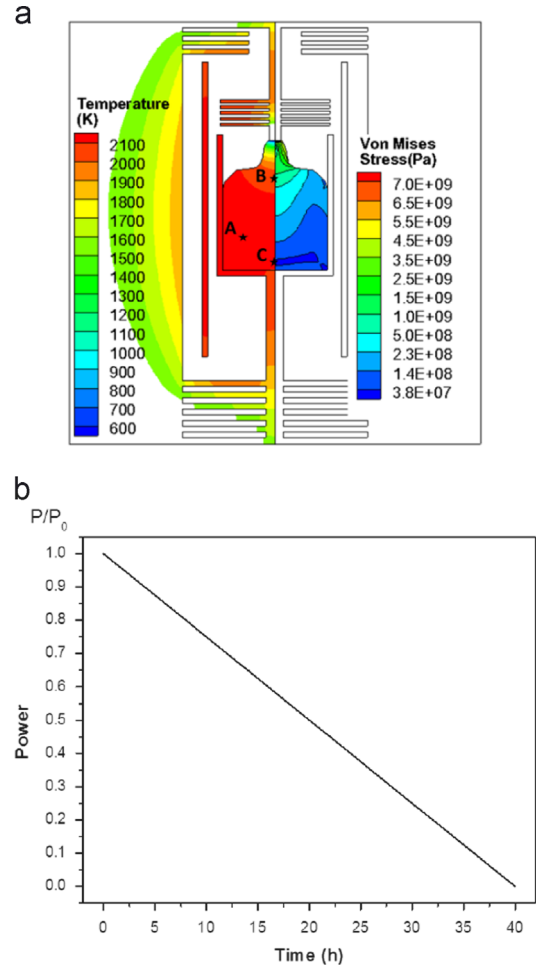 a
Temperature
(K)
2100
2000
1900
1800
1700
1600
1500
1400
1300
1200
1100
1000
900
800
700
600
A
B
C
Von Mises
Stress(Pa)
7.0E+09
6.5E+09
5.5E+09
4.5E+09
3.5E+09
2.5E+09
1.5E+09
1.0E+09
5.0E+08
2.3E+08
1.4E+08
3.8E+07
b
P/P0
1.0
0.9
0.8
0.7
0.6
0.5
0.4
0.3
0.2
0.1
0.0
Power
0 5 10 15 20 25 30 35 40
Time (h)